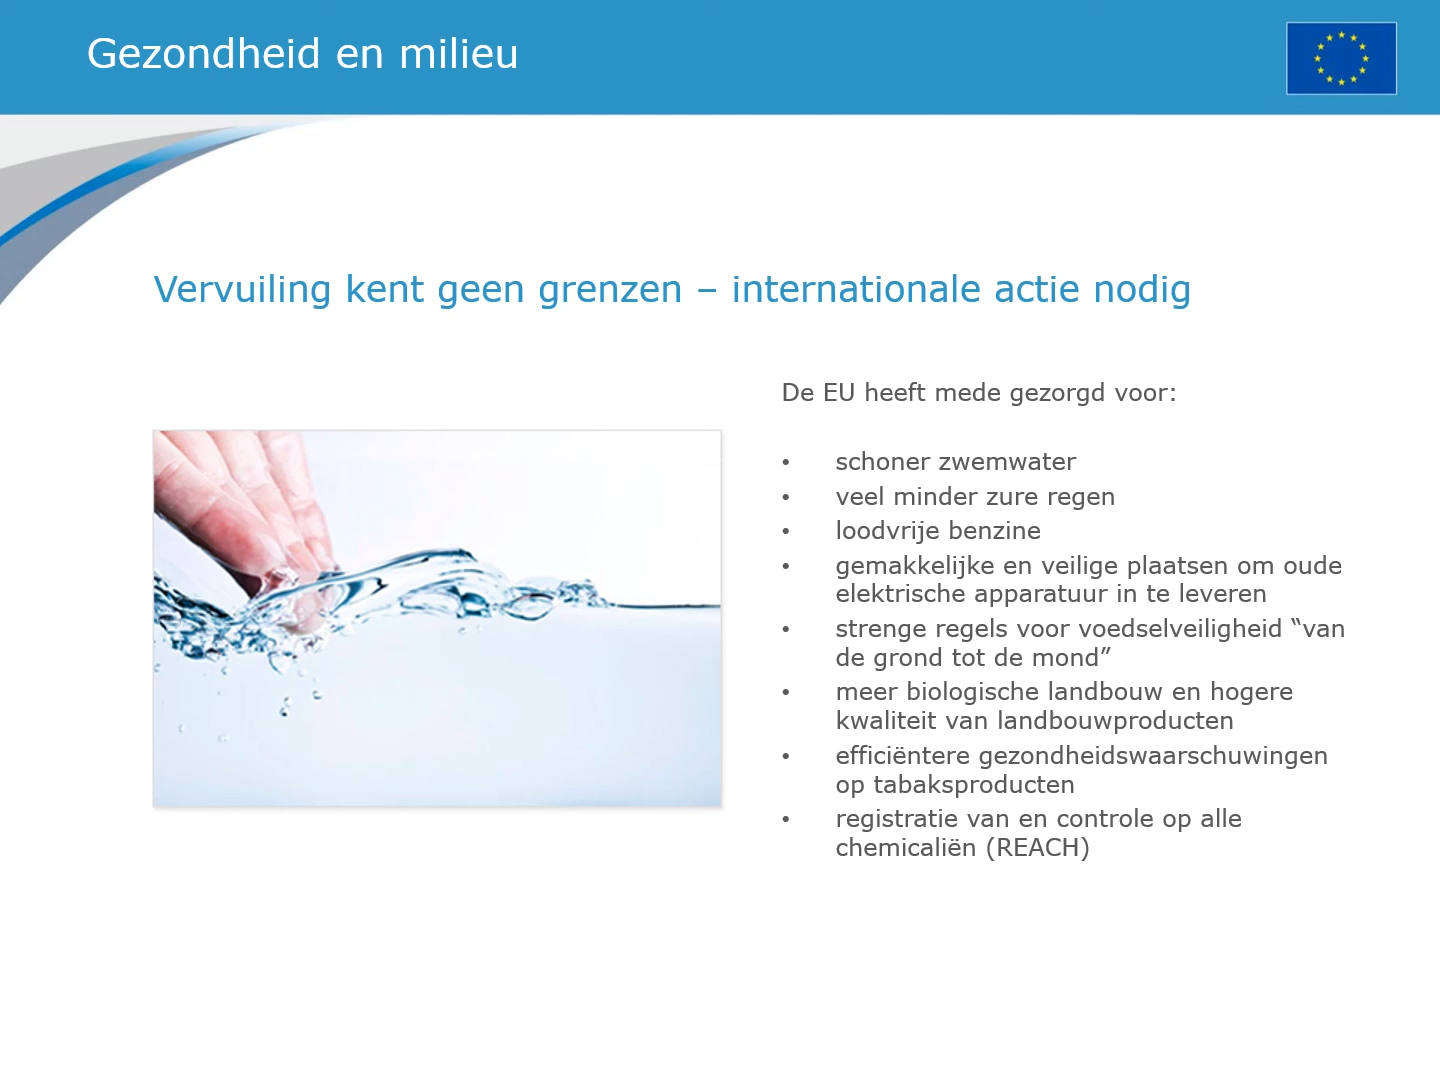 Gezondheid en milieu
Vervuiling kent geen grenzen – internationale actie nodig
De EU heeft mede gezorgd voor:
• schoner zwemwater
• veel minder zure regen
• loodvrije benzine
• gemakkelijke en veilige plaatsen om oude
elektrische apparatuur in te leveren
• strenge regels voor voedselveiligheid “van
de grond tot de mond”
• meer biologische landbouw en hogere
kwaliteit van landbouwproducten
• efficiëntere gezondheidswaarschuwingen
op tabaksproducten
• registratie van en controle op alle
chemicaliën (REACH)